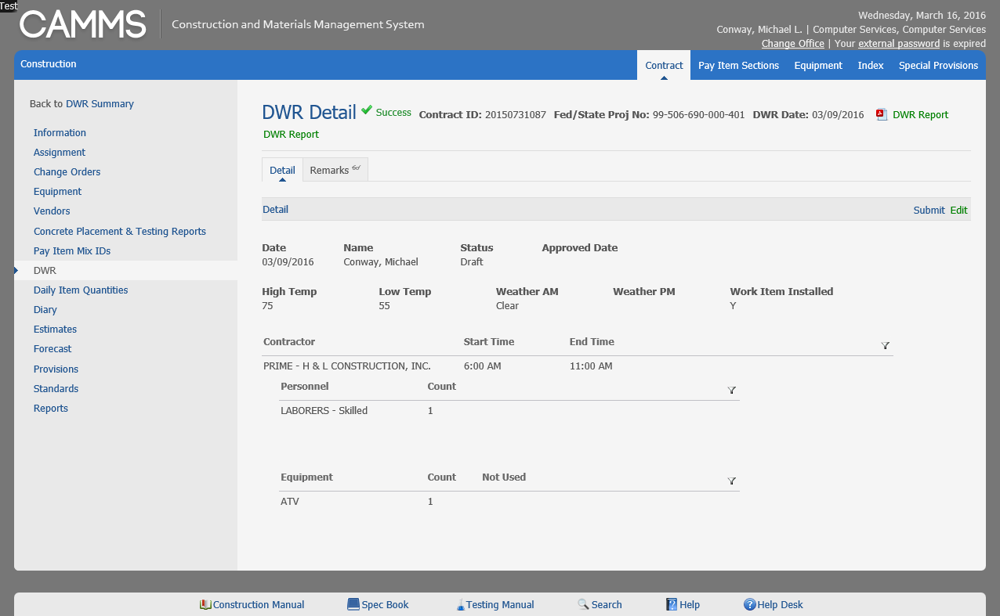 Test
CAMMS
Construction and Materials Management System
Wednesday, March 16, 2016
Conway, Michael L. | Computer Services, Computer Services
Change Office | Your external password is expired
Construction
Contract Pay Item Sections Equipment Index Special Provisions
Back to DWR Summary
Information
Assignment
Change Orders
Equipment
Vendors
Concrete Placement & Testing Reports
Pay Item Mix IDs
DWR
Daily Item Quantities
Diary
Estimates
Forecast
Provisions
Standards
Reports
DWR Detail Success Contract ID: 20150731087 Fed/State Proj No: 99-506-690-000-401 DWR Date: 03/09/2016 DWR Report
DWR Report
Detail Remarks
Detail Submit Edit
Date Name Status Approved Date
03/09/2016 Conway, Michael Draft
High Temp Low Temp Weather AM Weather PM Work Item Installed
75 55 Clear Y
Contractor Start Time End Time
PRIME - H & L CONSTRUCTION, INC. 6:00 AM 11:00 AM
Personnel Count
LABORERS - Skilled 1
Equipment Count Not Used
ATV 1
Construction Manual Spec Book Testing Manual Search Help Help Desk